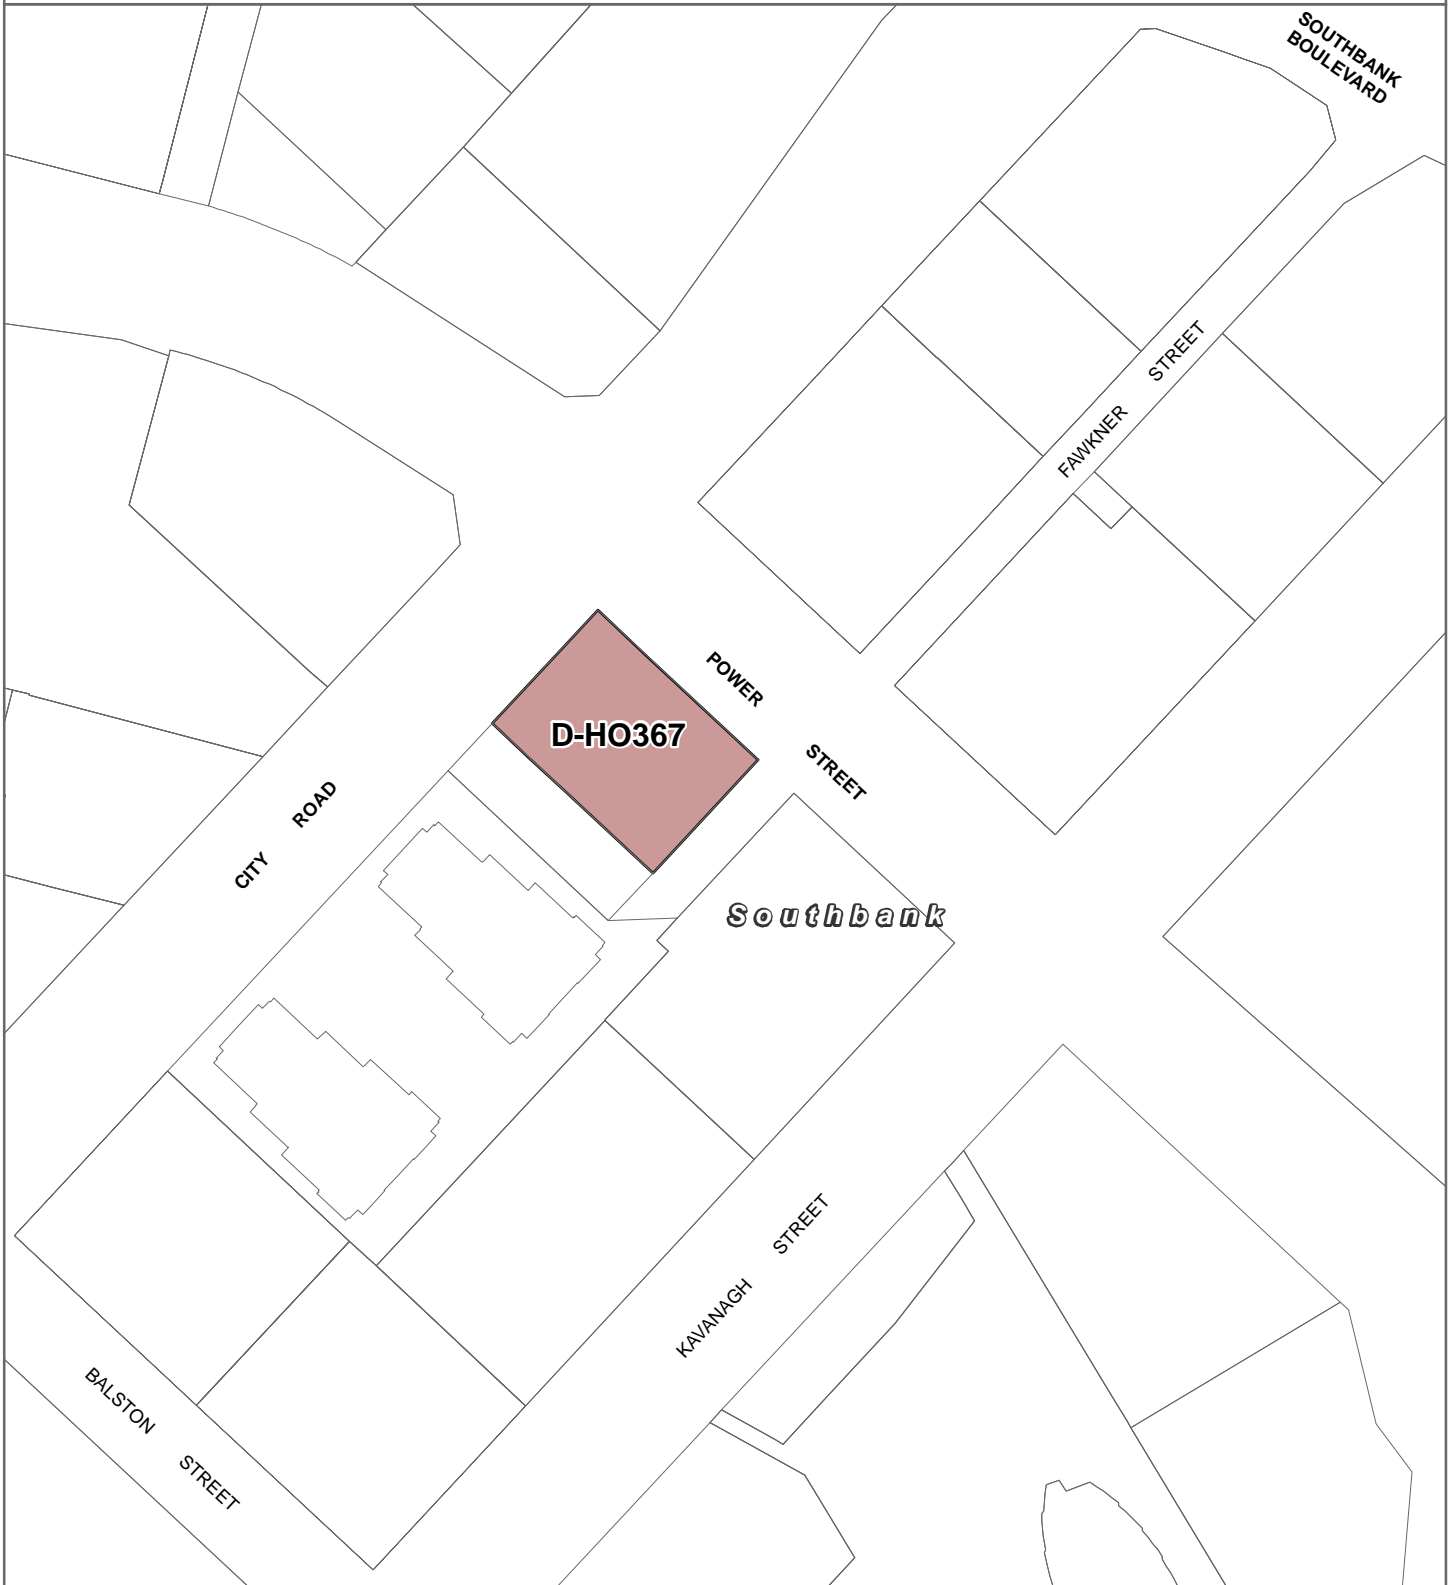 SOUTHBANK
BOULEVARD
FAWKNER STREET
POWER STREET
D-HO367
CITY ROAD
Southbank
KAVANAGH STREET
BALSTON STREET